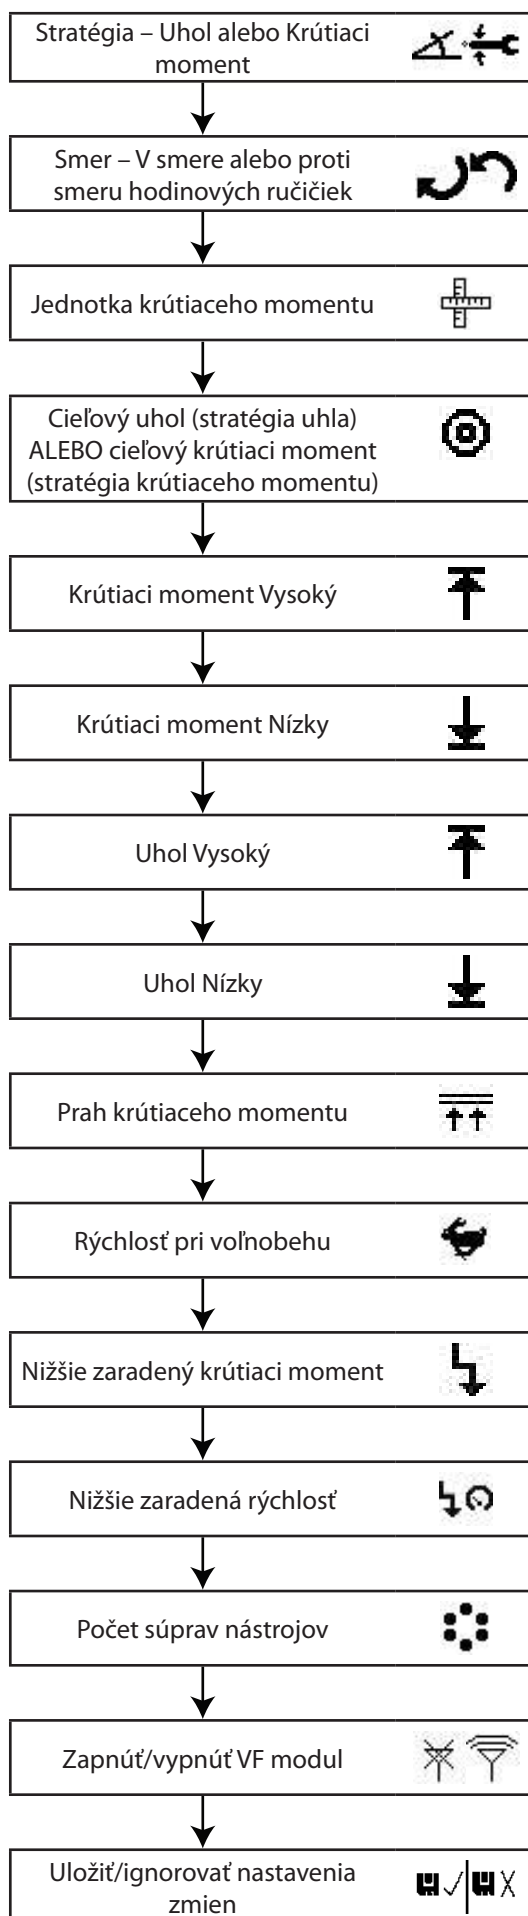 Stratégia – Uhol alebo Krútiaci
moment
Smer – V smere alebo proti
smeru hodinových ručičiek
Jednotka krútiaceho momentu
Cieľový uhol (stratégia uhla)
ALEBO cieľový krútiaci moment
(stratégia krútiaceho momentu)
Krútiaci moment Vysoký
Krútiaci moment Nízky
Uhol Vysoký
Uhol Nízky
Prah krútiaceho momentu
Rýchlosť pri voľnobehu
Nižšie zaradený krútiaci moment
Nižšie zaradená rýchlosť
Počet súprav nástrojov
Zapnúť/vypnúť VF modul
Uložiť/ignorovať nastavenia
zmien